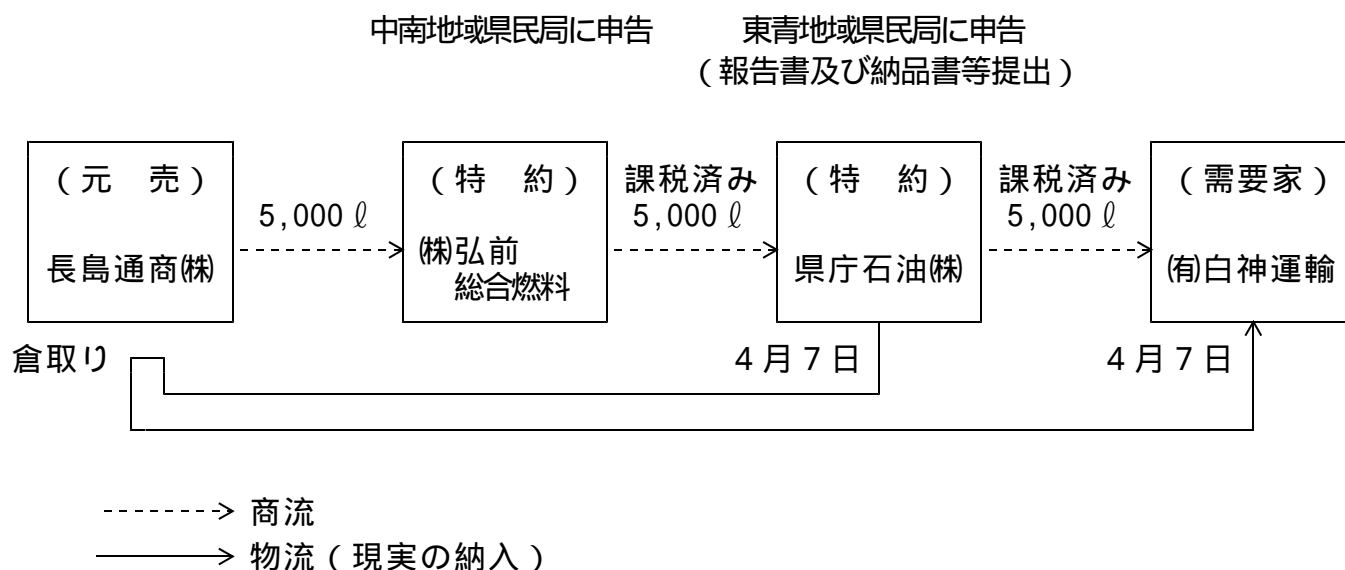 中南地域県民局に申告　東青地域県民局に申告
（報告書及び納品書等提出）
（元　売）
長島通商㈱
5,000ℓ
（特　約）
㈱弘前
総合燃料
課税済み
5,000ℓ
（特　約）
県庁石油㈱
課税済み
5,000ℓ
（需要家）
㈲白神運輸
倉取り
4月7日
4月7日
商流
物流（現実の納入）